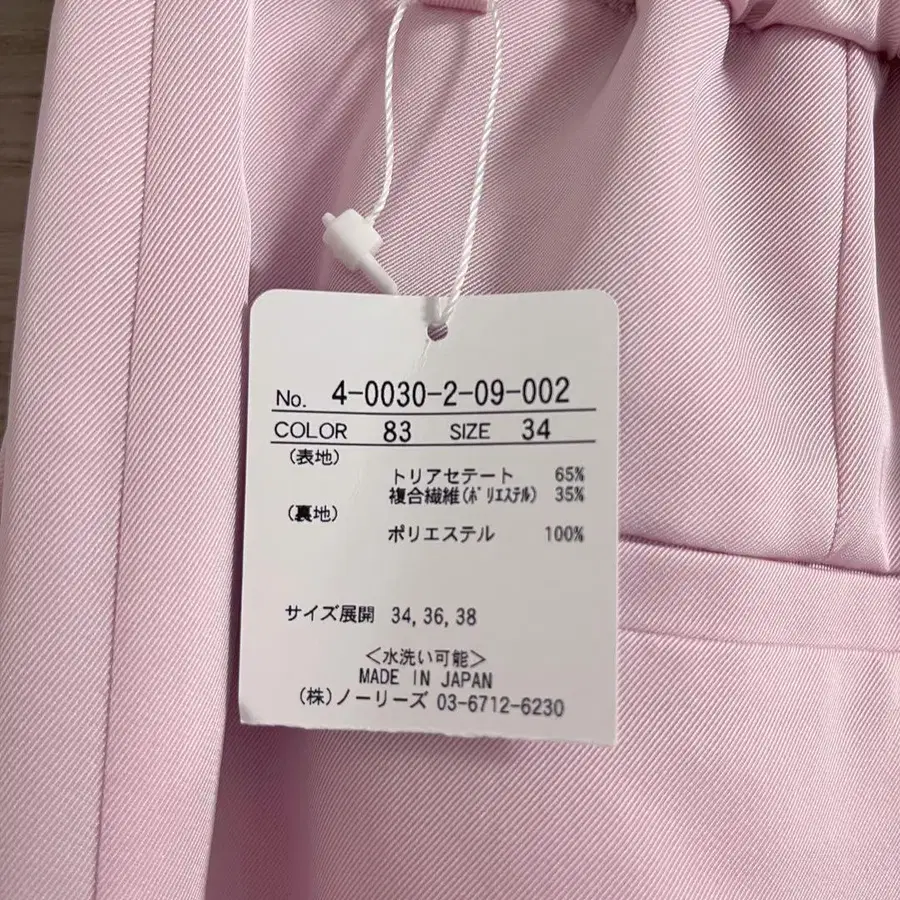 No. 4-0030-2-09-002
COLOR 83 SIZE 34
(表地)
トリアセテート 65%
複合繊維(ポリエステル) 35%
(裏地)
ポリエステル 100%
サイズ展開 34, 36, 38
<水洗い可能>
MADE IN JAPAN
(株)ノーリーズ 03-6712-6230